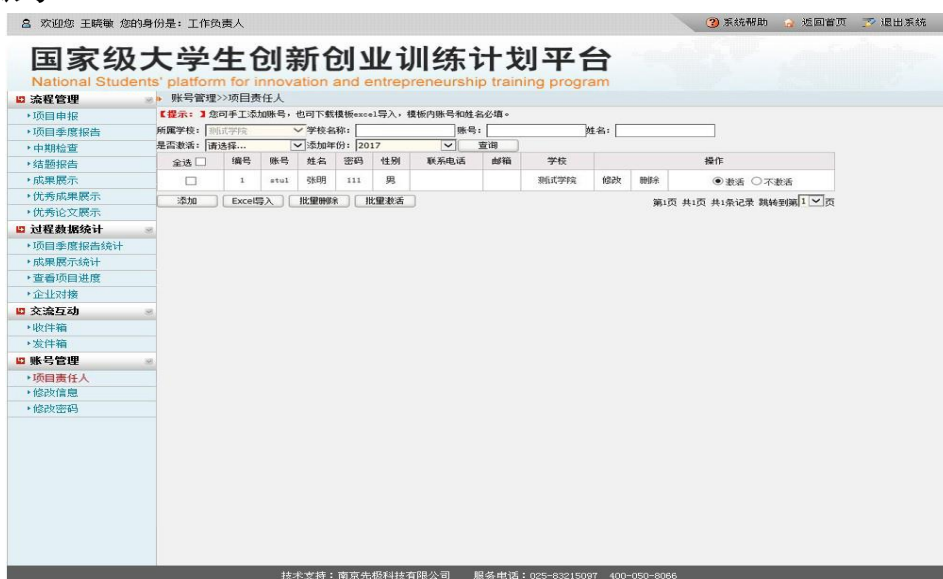 欢迎您 王晓敏 您的身份是：工作负责人
系统帮助 返回首页 退出系统
国家级大学生创新创业训练计划平台
National Students' platform for innovation and entrepreneurship training program
流程管理
项目申报
项目季度报告
中期检查
结题报告
成果展示
优秀成果展示
优秀论文展示
过程数据统计
项目季度报告统计
成果展示统计
查看项目进度
企业对接
交流互动
收件箱
发件箱
账号管理
项目责任人
修改信息
修改密码
账号管理>>项目责任人
【提示：】您可手工添加账号，也可下载模板excel导入，模板内账号和姓名必填。
所属学校： 测试学院 学校名称： 账号： 姓名：
是否激活： 请选择... 添加年份： 2017 查询
全选 编号 账号 姓名 密码 性别 联系电话 邮箱 学校 操作
1 stu1 张明 111 男 测试学院 修改 删除 激活 不激活
添加 Excel导入 批量删除 批量激活 第1页 共1页 共1条记录 跳转到第 1 页
技术支持：南京先极科技有限公司 服务电话：025-83215097 400-050-8066